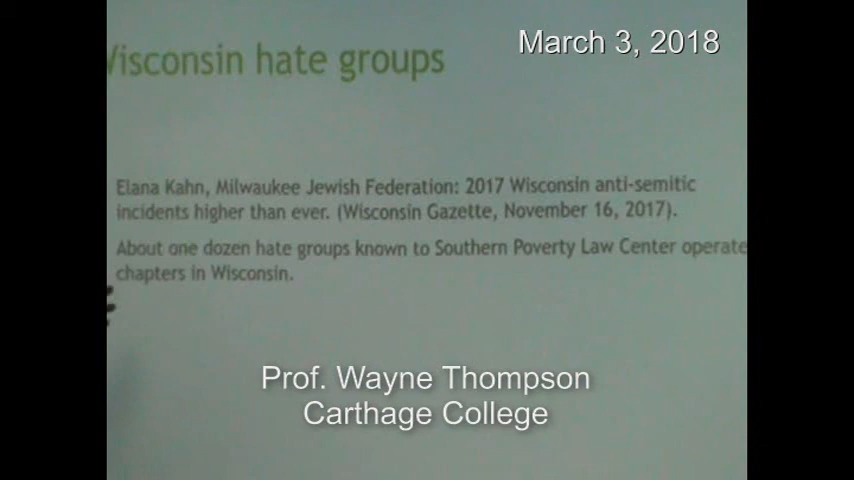 March 3, 2018
Wisconsin hate groups
Elana Kahn, Milwaukee Jewish Federation: 2017 Wisconsin anti-semitic
incidents higher than ever. (Wisconsin Gazette, November 16, 2017).
About one dozen hate groups known to Southern Poverty Law Center operate
chapters in Wisconsin.
Prof. Wayne Thompson
Carthage College